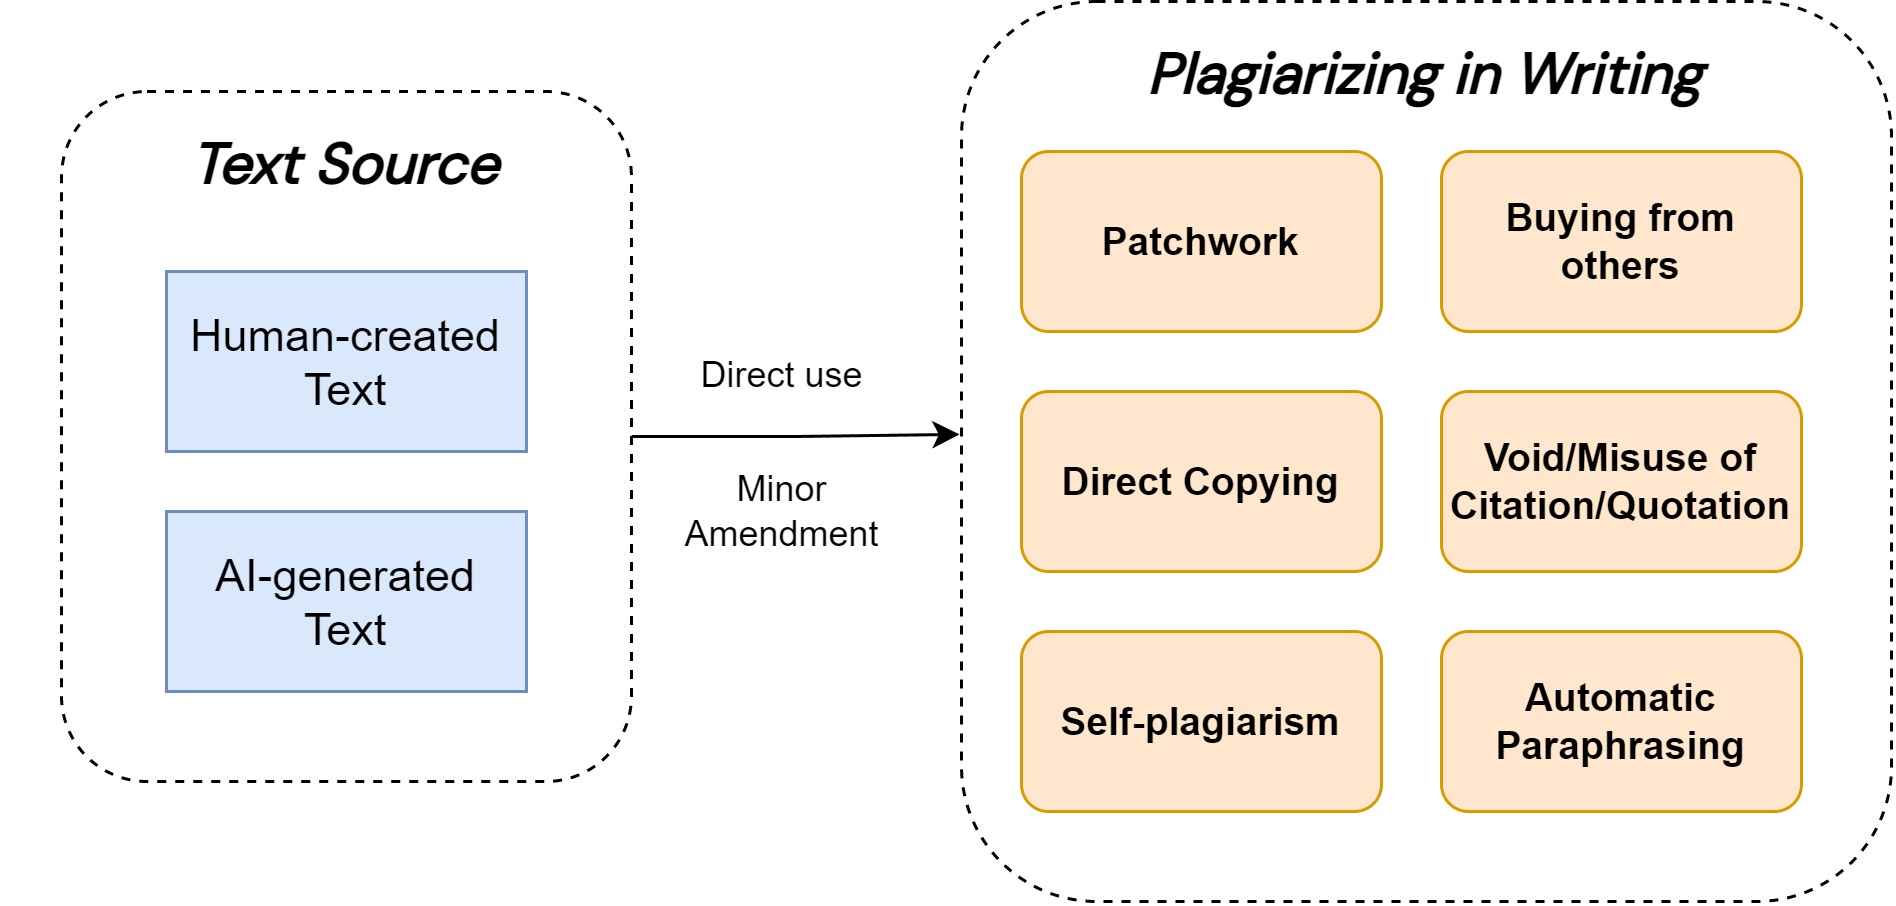 Text Source
Human-created
Text
AI-generated
Text
Direct use
Minor
Amendment
Plagiarizing in Writing
Patchwork
Buying from
others
Direct Copying
Void/Misuse of
Citation/Quotation
Self-plagiarism
Automatic
Paraphrasing